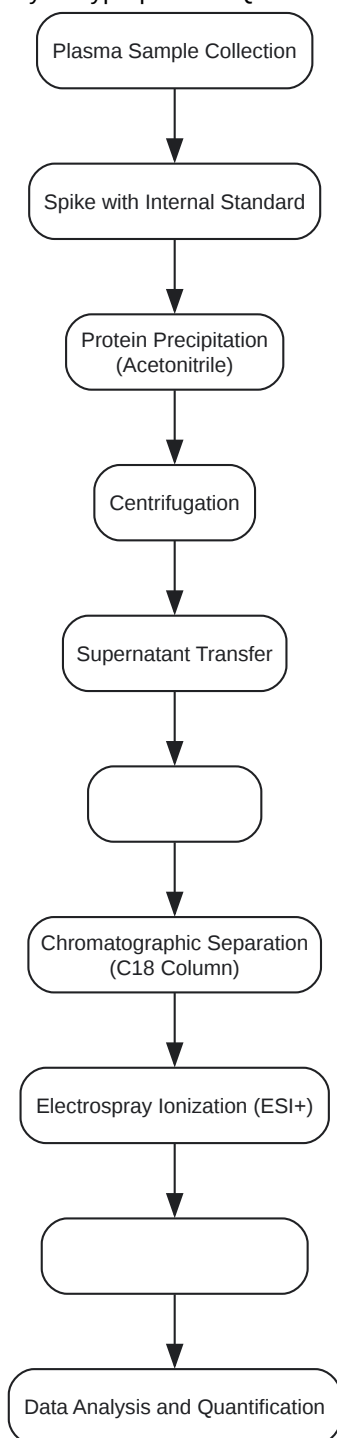 Plasma Sample Collection
Spike with Internal Standard
Protein Precipitation
(Acetonitrile)
Centrifugation
Supernatant Transfer
Chromatographic Separation
(C18 Column)
Electrospray Ionization (ESI+)
Data Analysis and Quantification